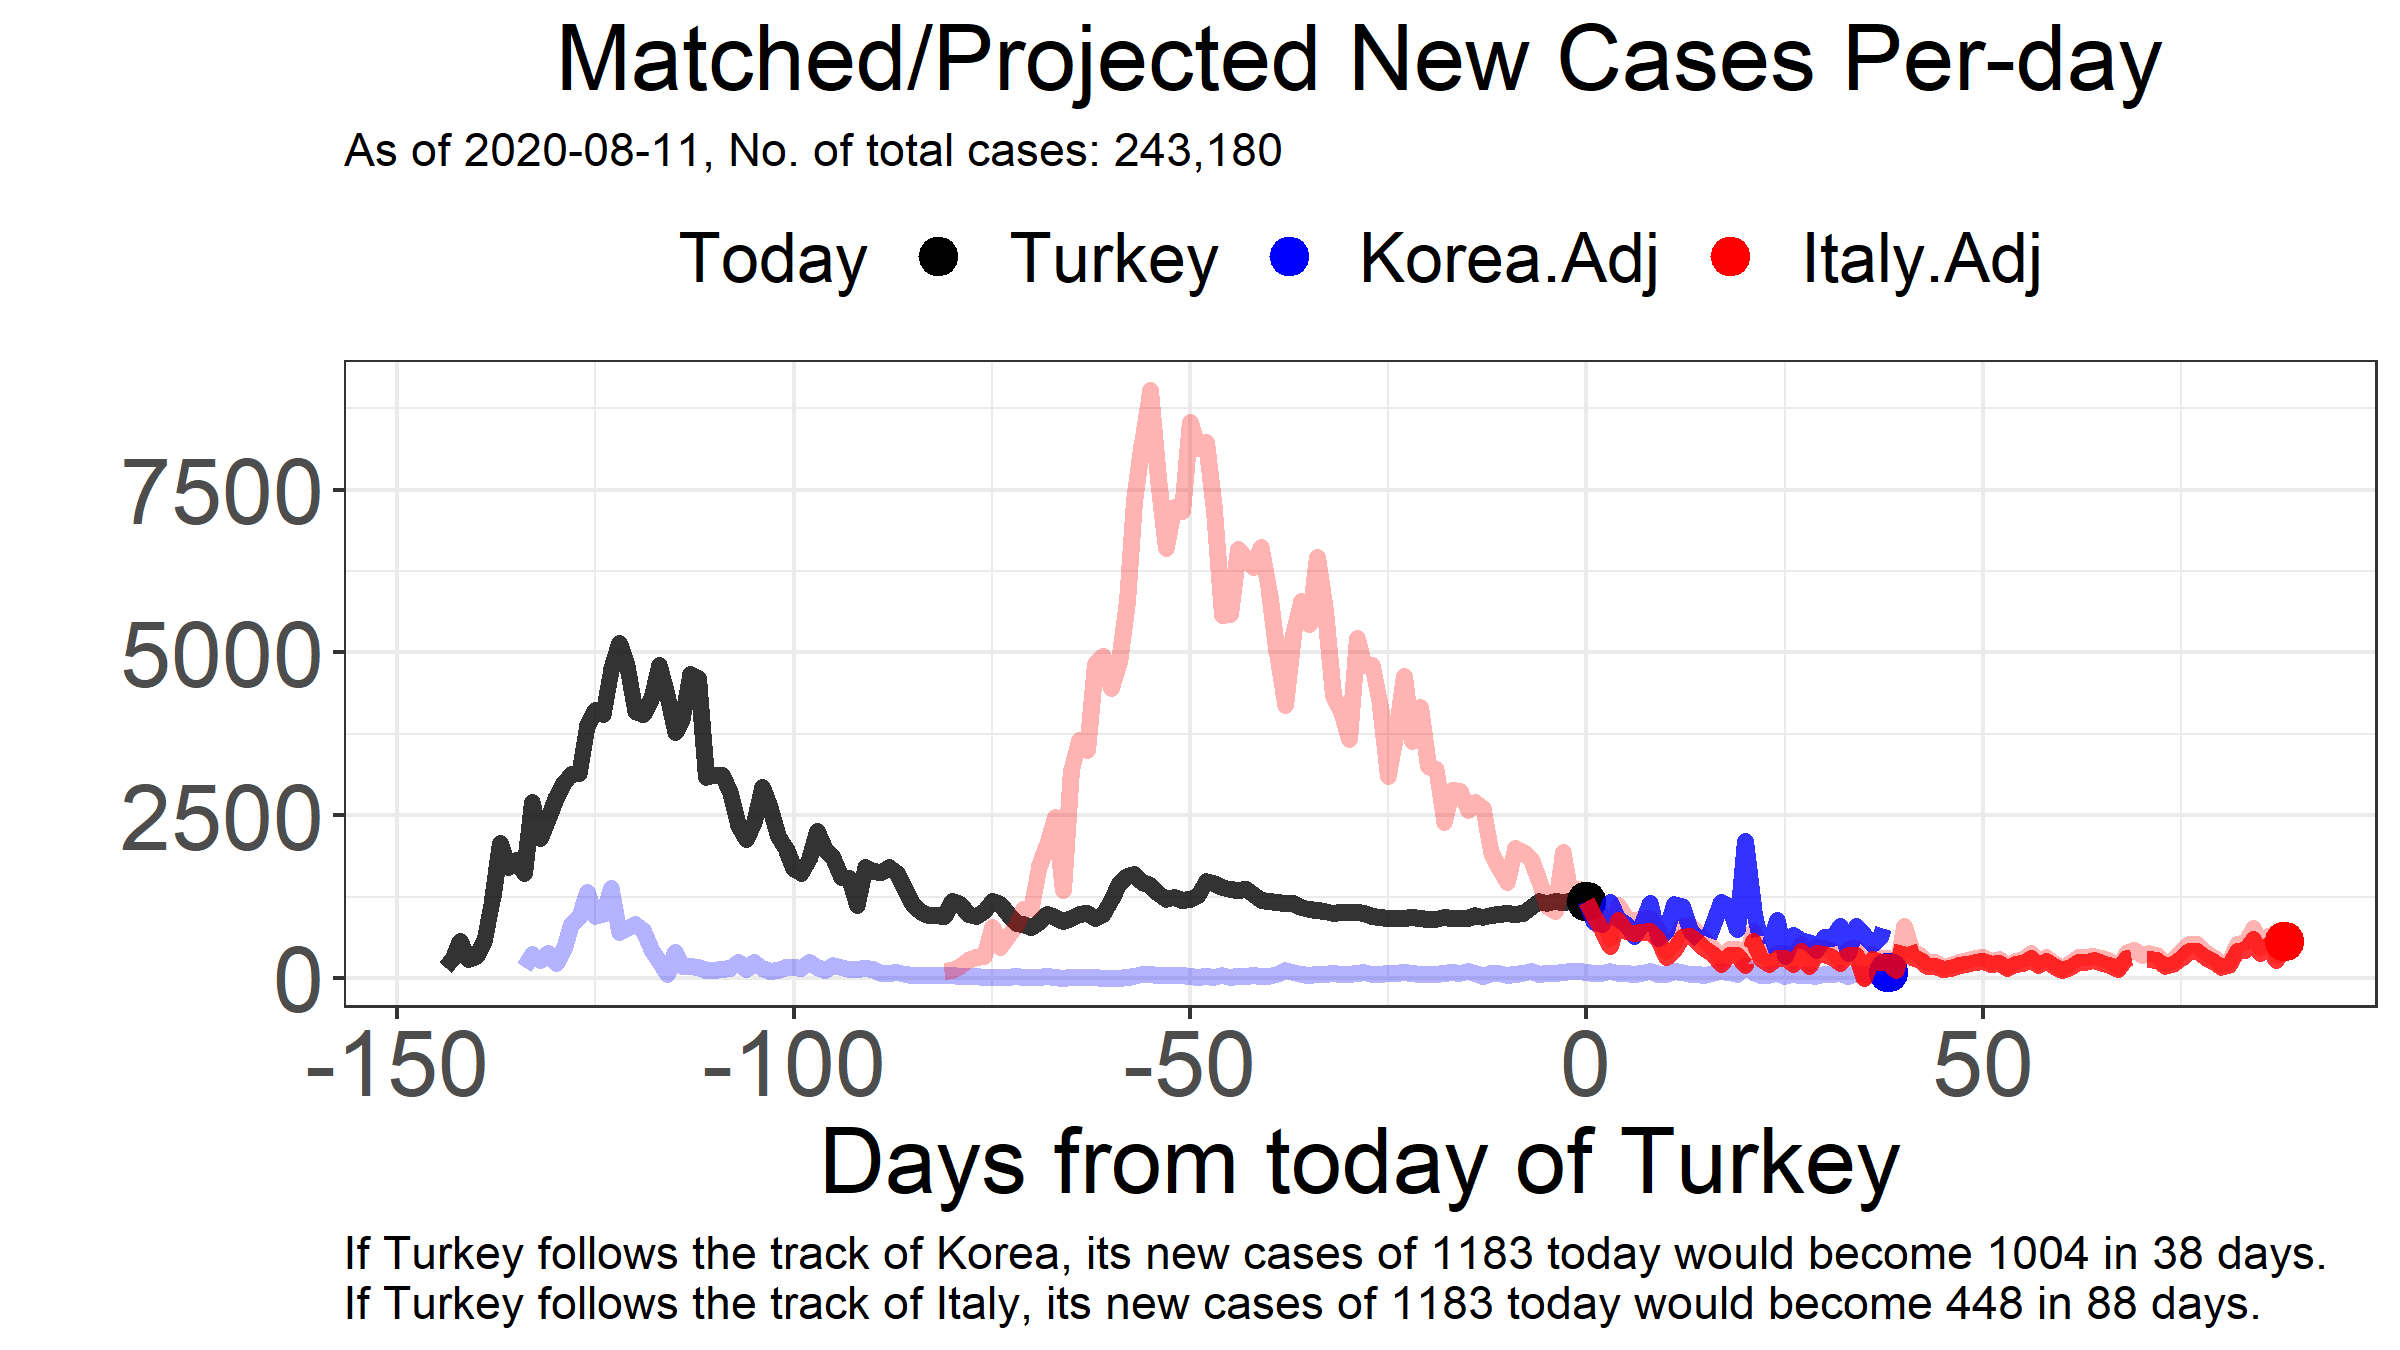 Matched/Projected New Cases Per-day
As of 2020-08-11, No. of total cases: 243,180
Today Turkey Korea.Adj Italy.Adj
7500
5000
2500
0
-150 -100 -50 0 50
Days from today of Turkey
If Turkey follows the track of Korea, its new cases of 1183 today would become 1004 in 38 days.
If Turkey follows the track of Italy, its new cases of 1183 today would become 448 in 88 days.